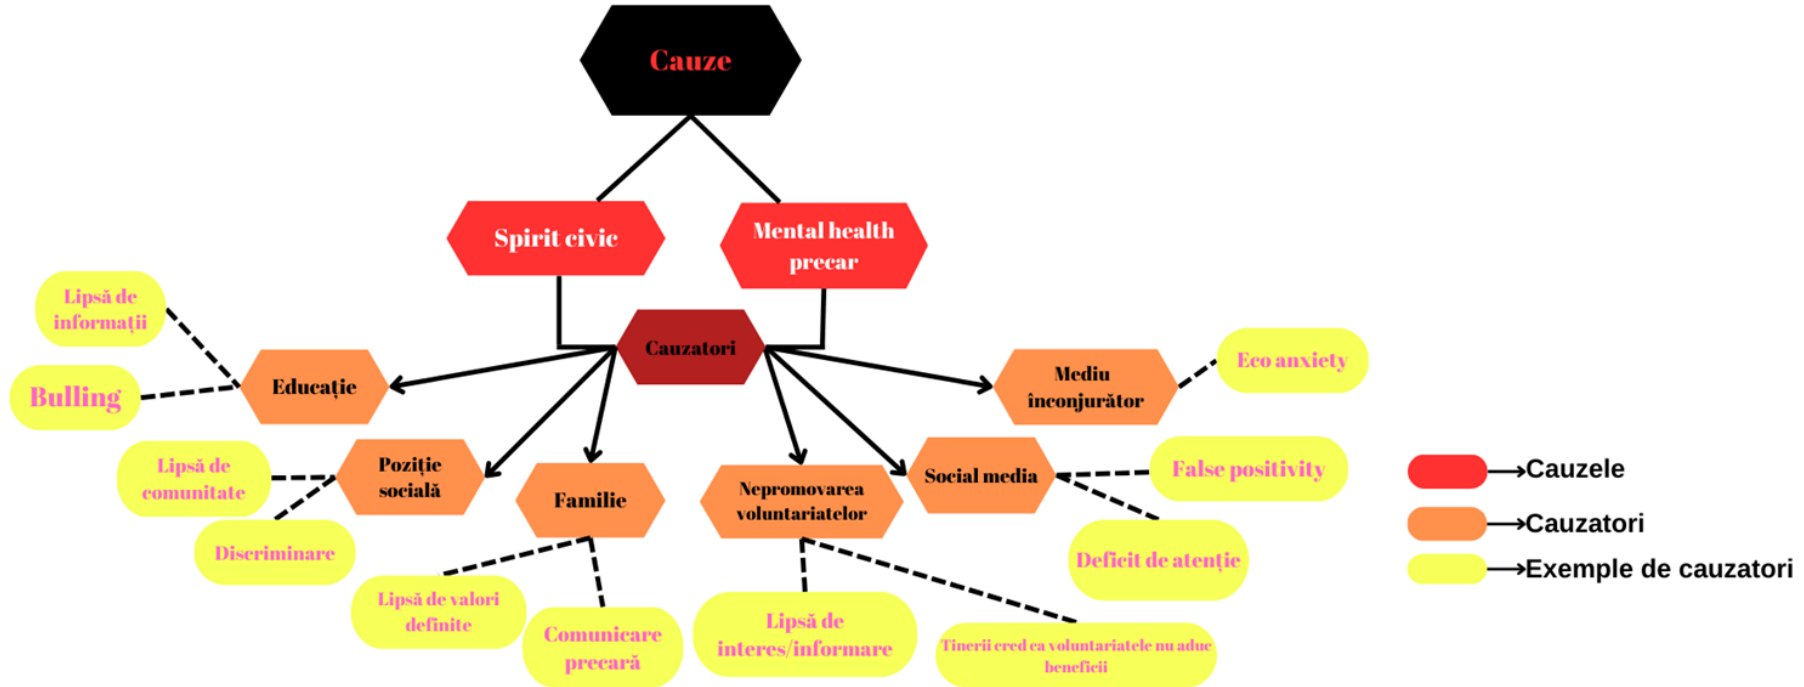 Cauze
Spirit civic
Mental health
precar
Cauzatori
Lipsă de
informații
Bulling
Educație
Mediu
înconjurător
Eco anxiety
Lipsă de
comunitate
Poziție
socială
Discriminare
Familie
Lipsă de valori
definite
Comunicare
precară
Nepromovarea
voluntariatelor
Lipsă de
interes/informare
Tinerii cred ca voluntariatele nu aduc
beneficii
Social media
False positivity
Deficit de atenție
Cauzele
Cauzatori
Exemple de cauzatori